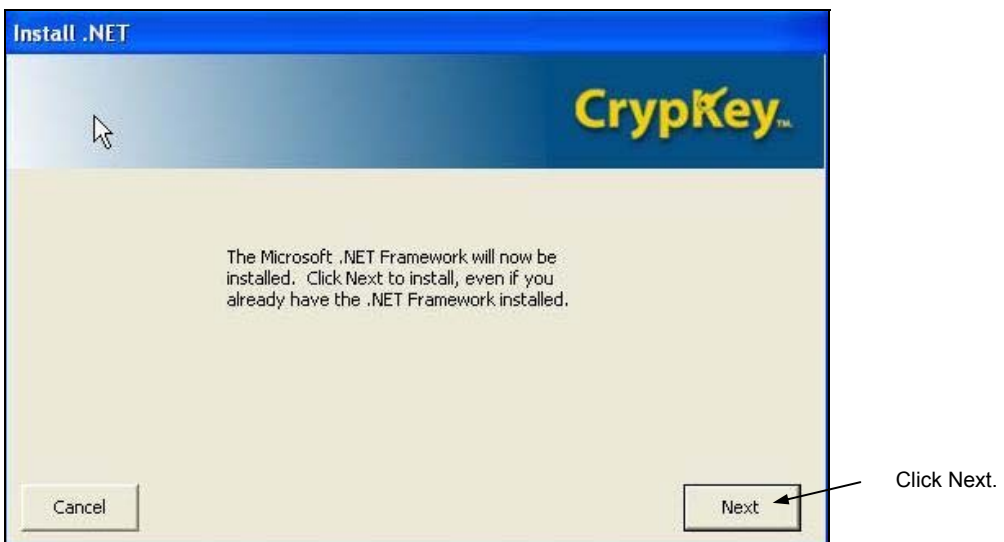 Install .NET
CrypKey™
The Microsoft .NET Framework will now be
installed. Click Next to install, even if you
already have the .NET Framework installed.
Cancel
Next
Click Next.